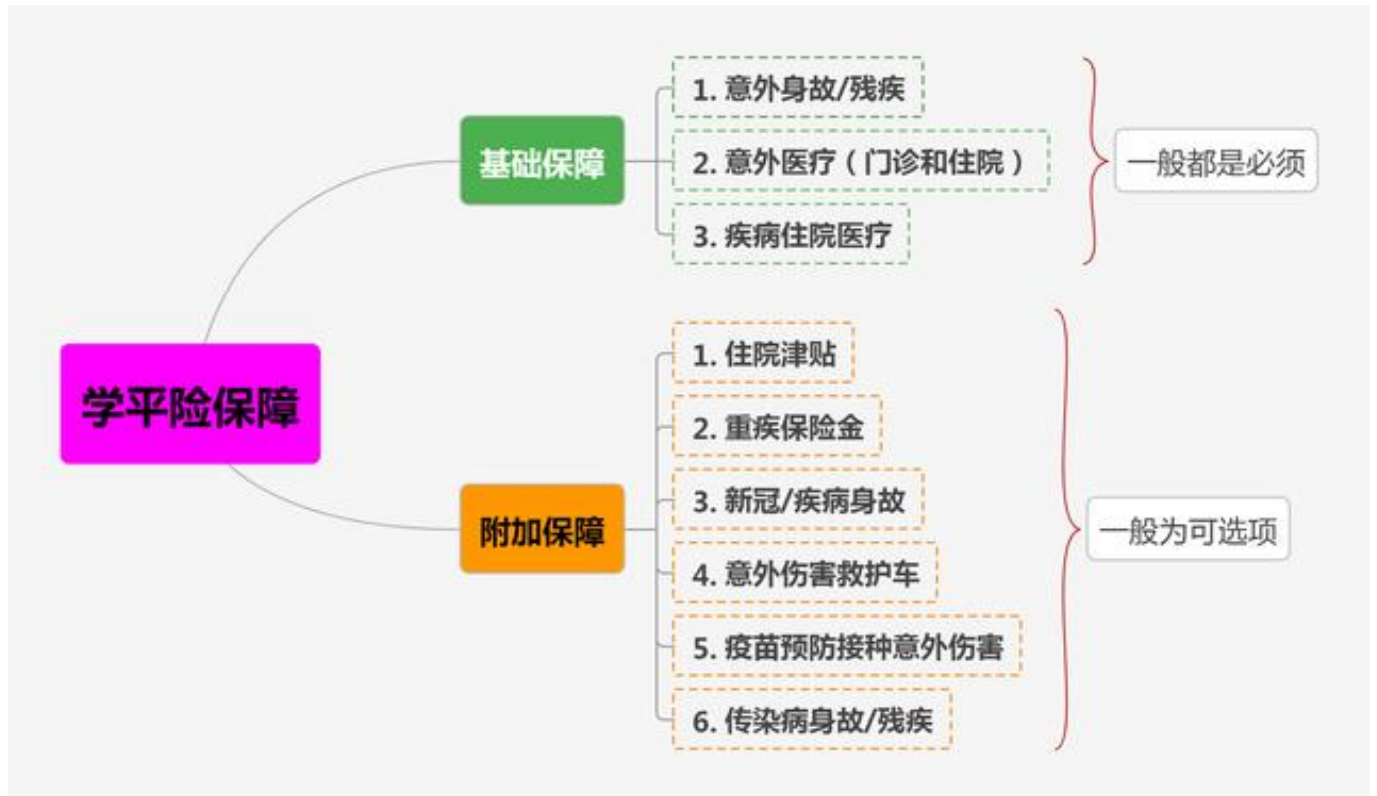 学平险保障
基础保障
1. 意外身故/残疾
2. 意外医疗（门诊和住院）
3. 疾病住院医疗
一般都是必须
附加保障
1. 住院津贴
2. 重疾保险金
3. 新冠/疾病身故
4. 意外伤害救护车
5. 疫苗预防接种意外伤害
6. 传染病身故/残疾
一般为可选项